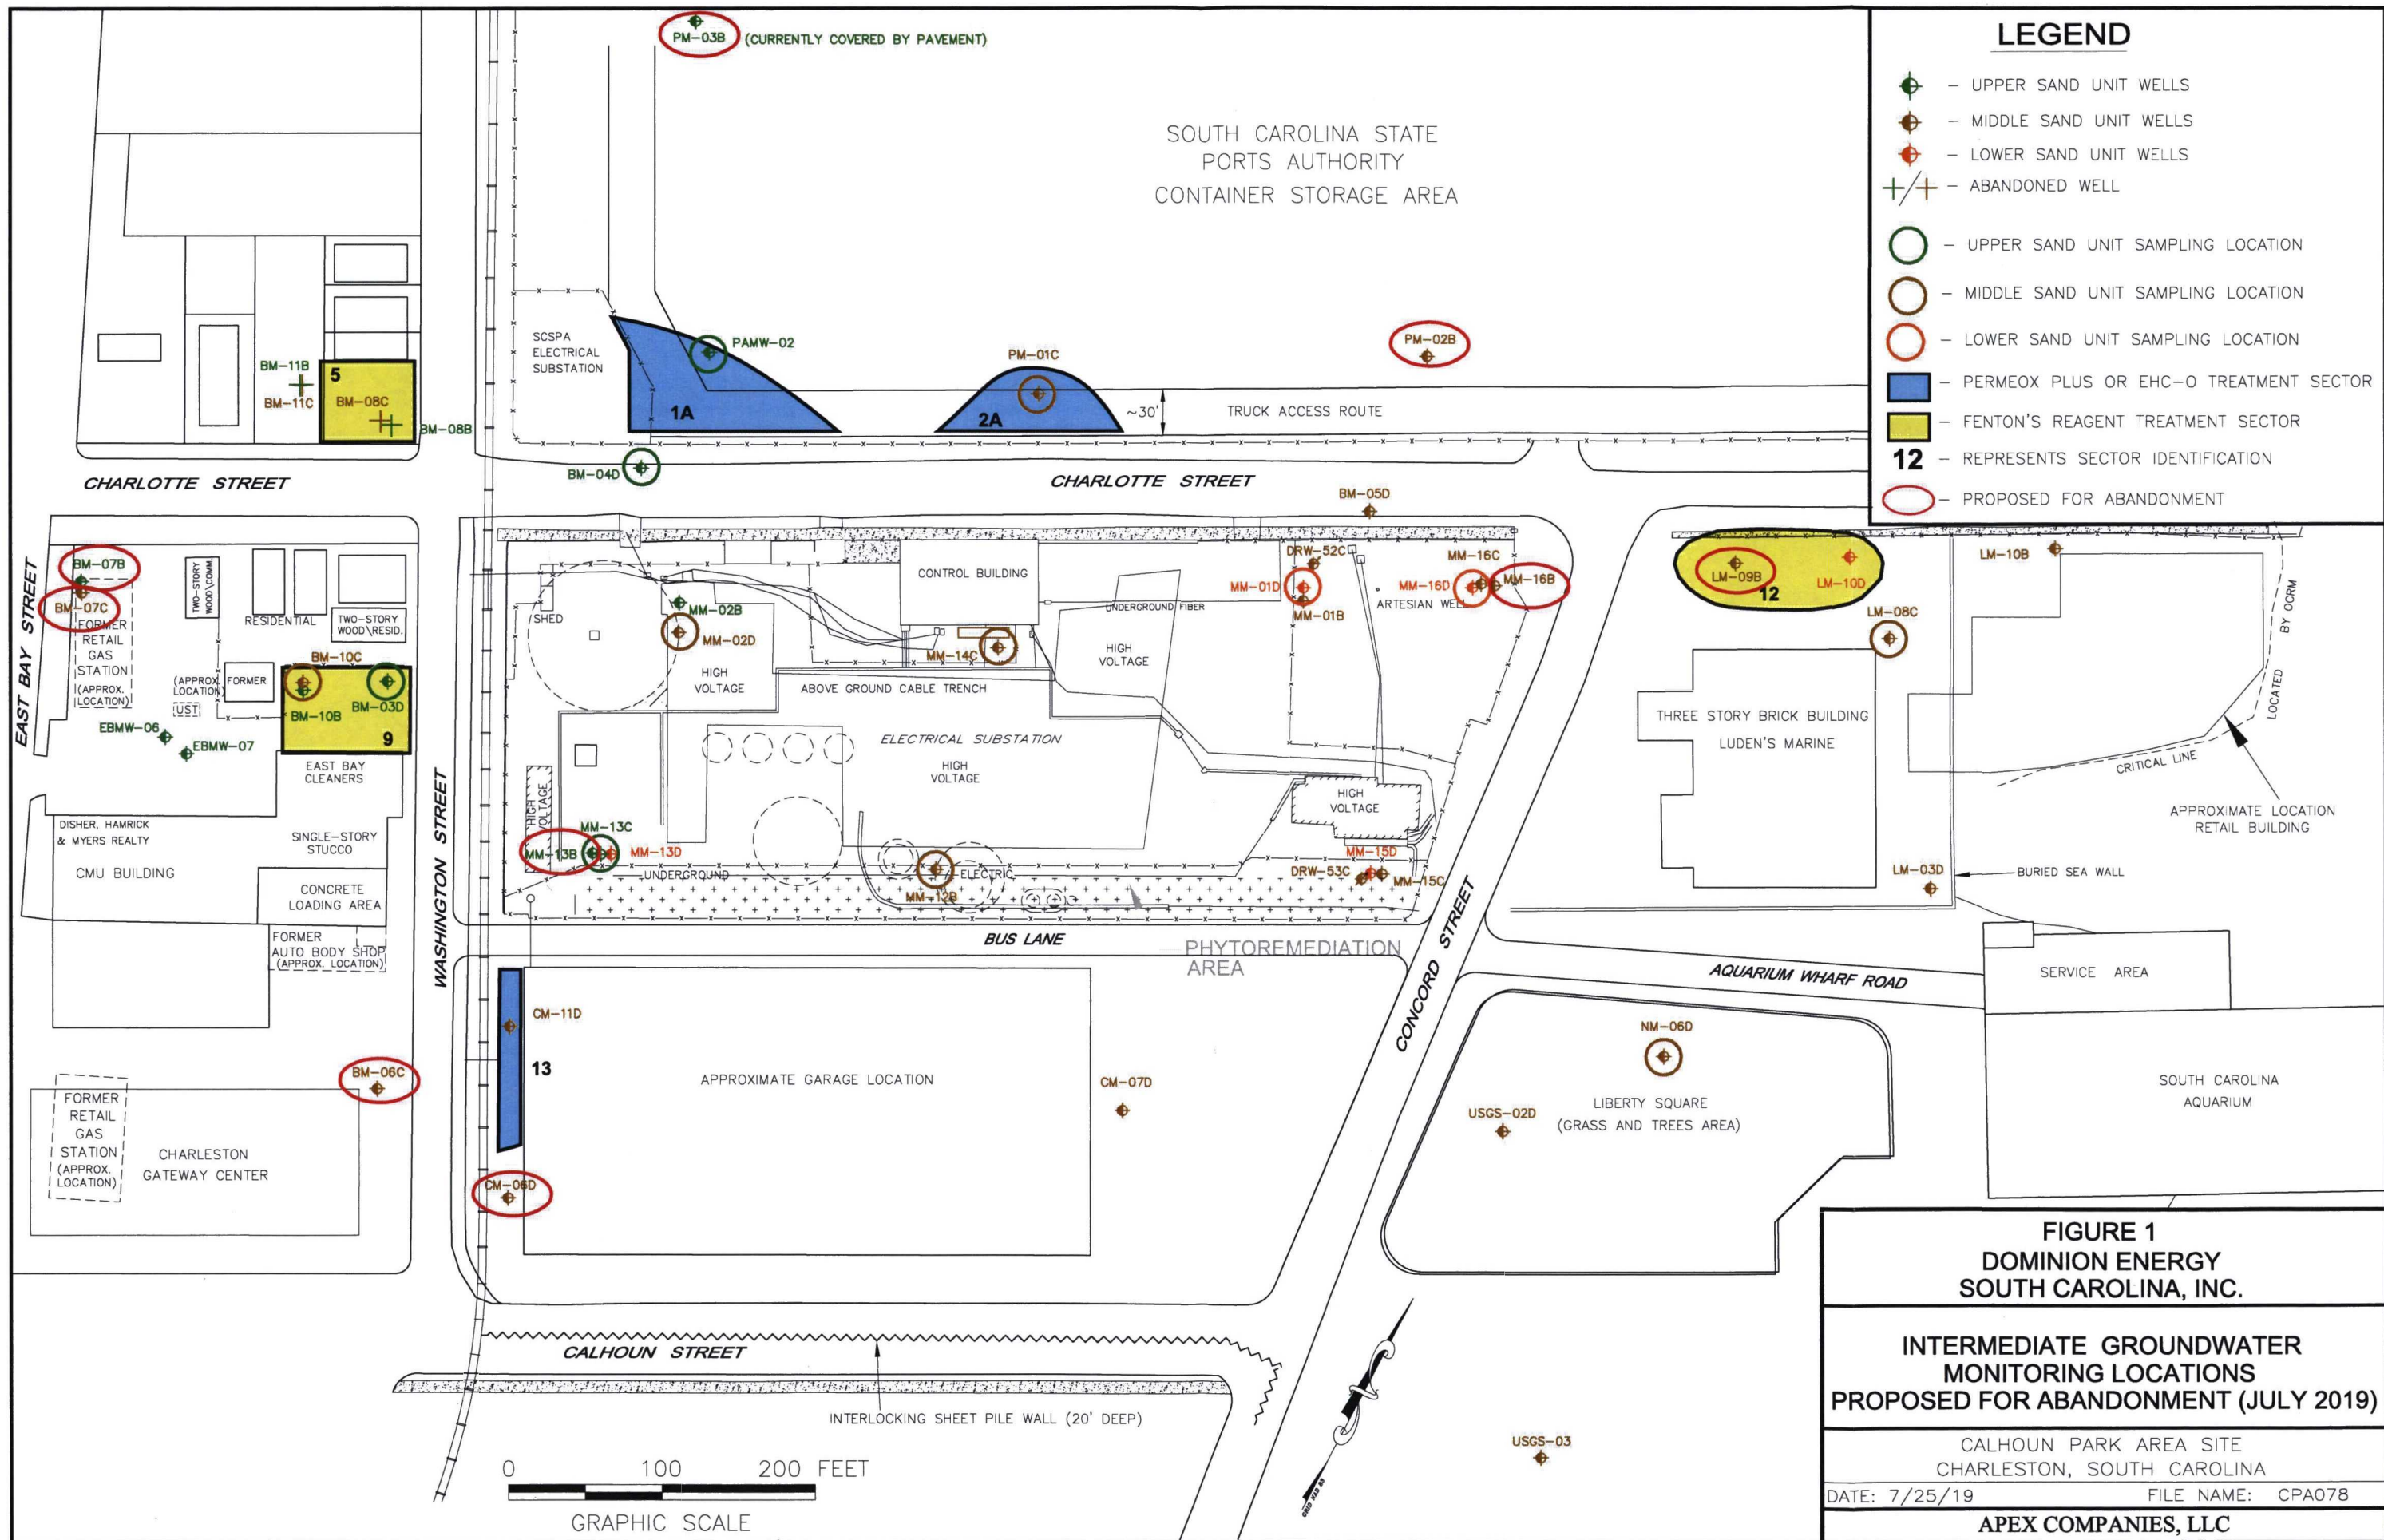 PM-03B
(CURRENTLY COVERED BY PAVEMENT)
SOUTH CAROLINA STATE
PORTS AUTHORITY
CONTAINER STORAGE AREA
LEGEND
– UPPER SAND UNIT WELLS
– MIDDLE SAND UNIT WELLS
– LOWER SAND UNIT WELLS
– ABANDONED WELL
– UPPER SAND UNIT SAMPLING LOCATION
– MIDDLE SAND UNIT SAMPLING LOCATION
– LOWER SAND UNIT SAMPLING LOCATION
– PERMEOX PLUS OR EHC-O TREATMENT SECTOR
– FENTON'S REAGENT TREATMENT SECTOR
12 – REPRESENTS SECTOR IDENTIFICATION
– PROPOSED FOR ABANDONMENT
SCSPA
ELECTRICAL
SUBSTATION
PAMW-02
1A
PM-01C
2A
PM-02B
~30'
TRUCK ACCESS ROUTE
BM-11B
BM-11C
5
BM-08C
BM-08B
BM-04D
CHARLOTTE STREET
CHARLOTTE STREET
BM-05D
EAST BAY STREET
BM-07B
BM-07C
FORMER
RETAIL
GAS
STATION
(APPROX.
LOCATION)
TWO-STORY
WOOD\COMM.
RESIDENTIAL
TWO-STORY
WOOD\RESID.
(APPROX.
LOCATION)
FORMER
UST
BM-10C
BM-10B
BM-03D
9
EBMW-06
EBMW-07
EAST BAY
CLEANERS
DISHER, HAMRICK
& MYERS REALTY
CMU BUILDING
SINGLE-STORY
STUCCO
CONCRETE
LOADING AREA
FORMER
AUTO BODY SHOP
(APPROX. LOCATION)
WASHINGTON STREET
SHED
MM-02B
MM-02D
HIGH
VOLTAGE
CONTROL BUILDING
MM-14C
ABOVE GROUND CABLE TRENCH
UNDERGROUND FIBER
HIGH
VOLTAGE
DRW-52C
MM-01D
MM-01B
MM-16C
MM-16D
MM-16B
ARTESIAN WELL
ELECTRICAL SUBSTATION
HIGH
VOLTAGE
HIGH
VOLTAGE
HIGH
VOLTAGE
MM-13C
MM-13B
MM-13D
UNDERGROUND
ELECTRIC
MM-12B
MM-15D
DRW-53C
MM-15C
BUS LANE
PHYTOREMEDIATION
AREA
CONCORD STREET
LM-09B
LM-10D
12
LM-10B
LM-08C
THREE STORY BRICK BUILDING
LUDEN'S MARINE
LOCATED BY OCRM
CRITICAL LINE
APPROXIMATE LOCATION
RETAIL BUILDING
LM-03D
BURIED SEA WALL
SERVICE AREA
AQUARIUM WHARF ROAD
SOUTH CAROLINA
AQUARIUM
NM-06D
USGS-02D
LIBERTY SQUARE
(GRASS AND TREES AREA)
CM-11D
13
APPROXIMATE GARAGE LOCATION
CM-07D
BM-06C
CM-06D
FORMER
RETAIL
GAS
STATION
(APPROX.
LOCATION)
CHARLESTON
GATEWAY CENTER
CALHOUN STREET
INTERLOCKING SHEET PILE WALL (20' DEEP)
USGS-03
0 100 200 FEET
GRAPHIC SCALE
FIGURE 1
DOMINION ENERGY
SOUTH CAROLINA, INC.
INTERMEDIATE GROUNDWATER
MONITORING LOCATIONS
PROPOSED FOR ABANDONMENT (JULY 2019)
CALHOUN PARK AREA SITE
CHARLESTON, SOUTH CAROLINA
DATE: 7/25/19 FILE NAME: CPA078
APEX COMPANIES, LLC